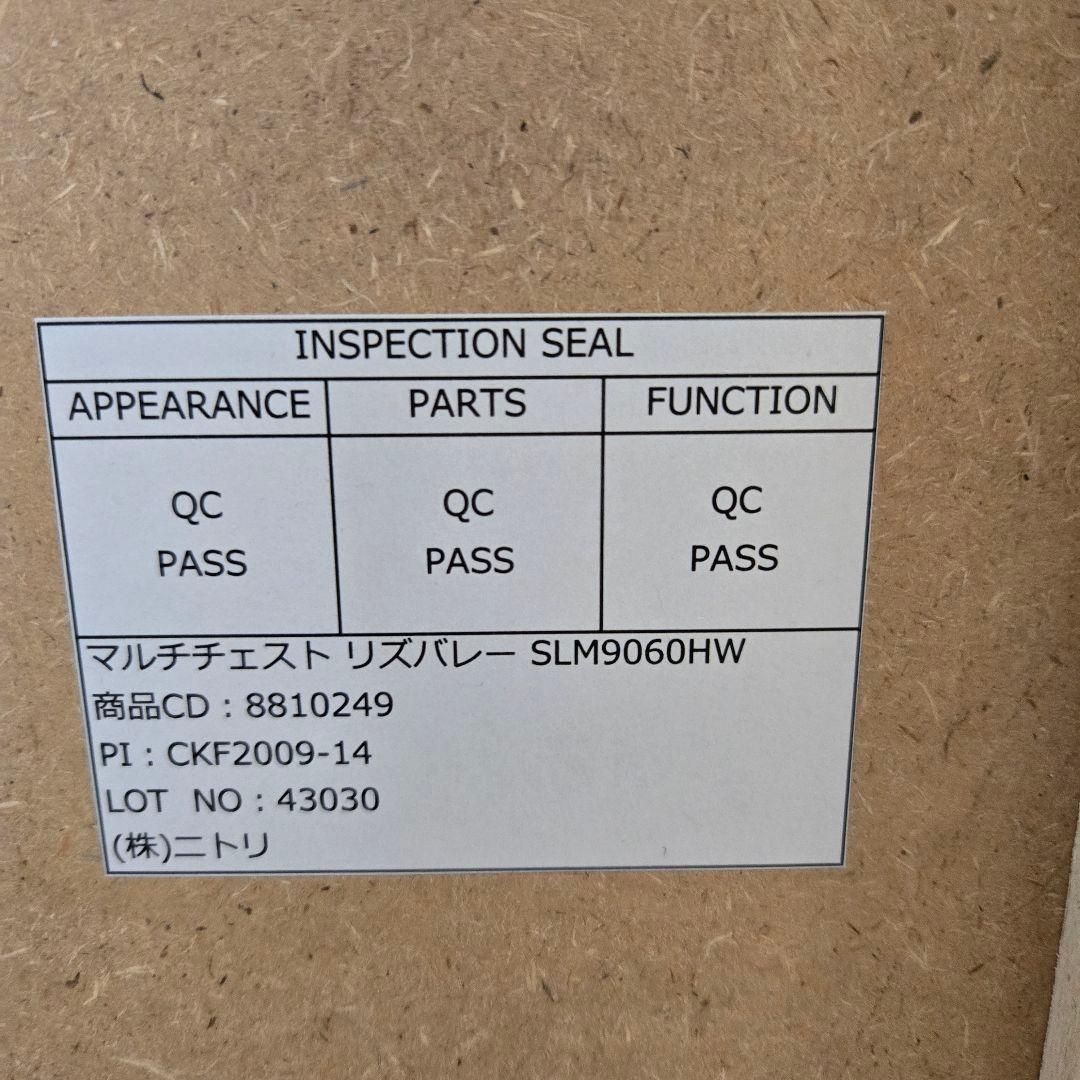 INSPECTION SEAL
APPEARANCE PARTS FUNCTION
QC QC QC
PASS PASS PASS
マルチチェスト リズバレー SLM9060HW
商品CD：8810249
PI：CKF2009-14
LOT NO：43030
(株)ニトリ